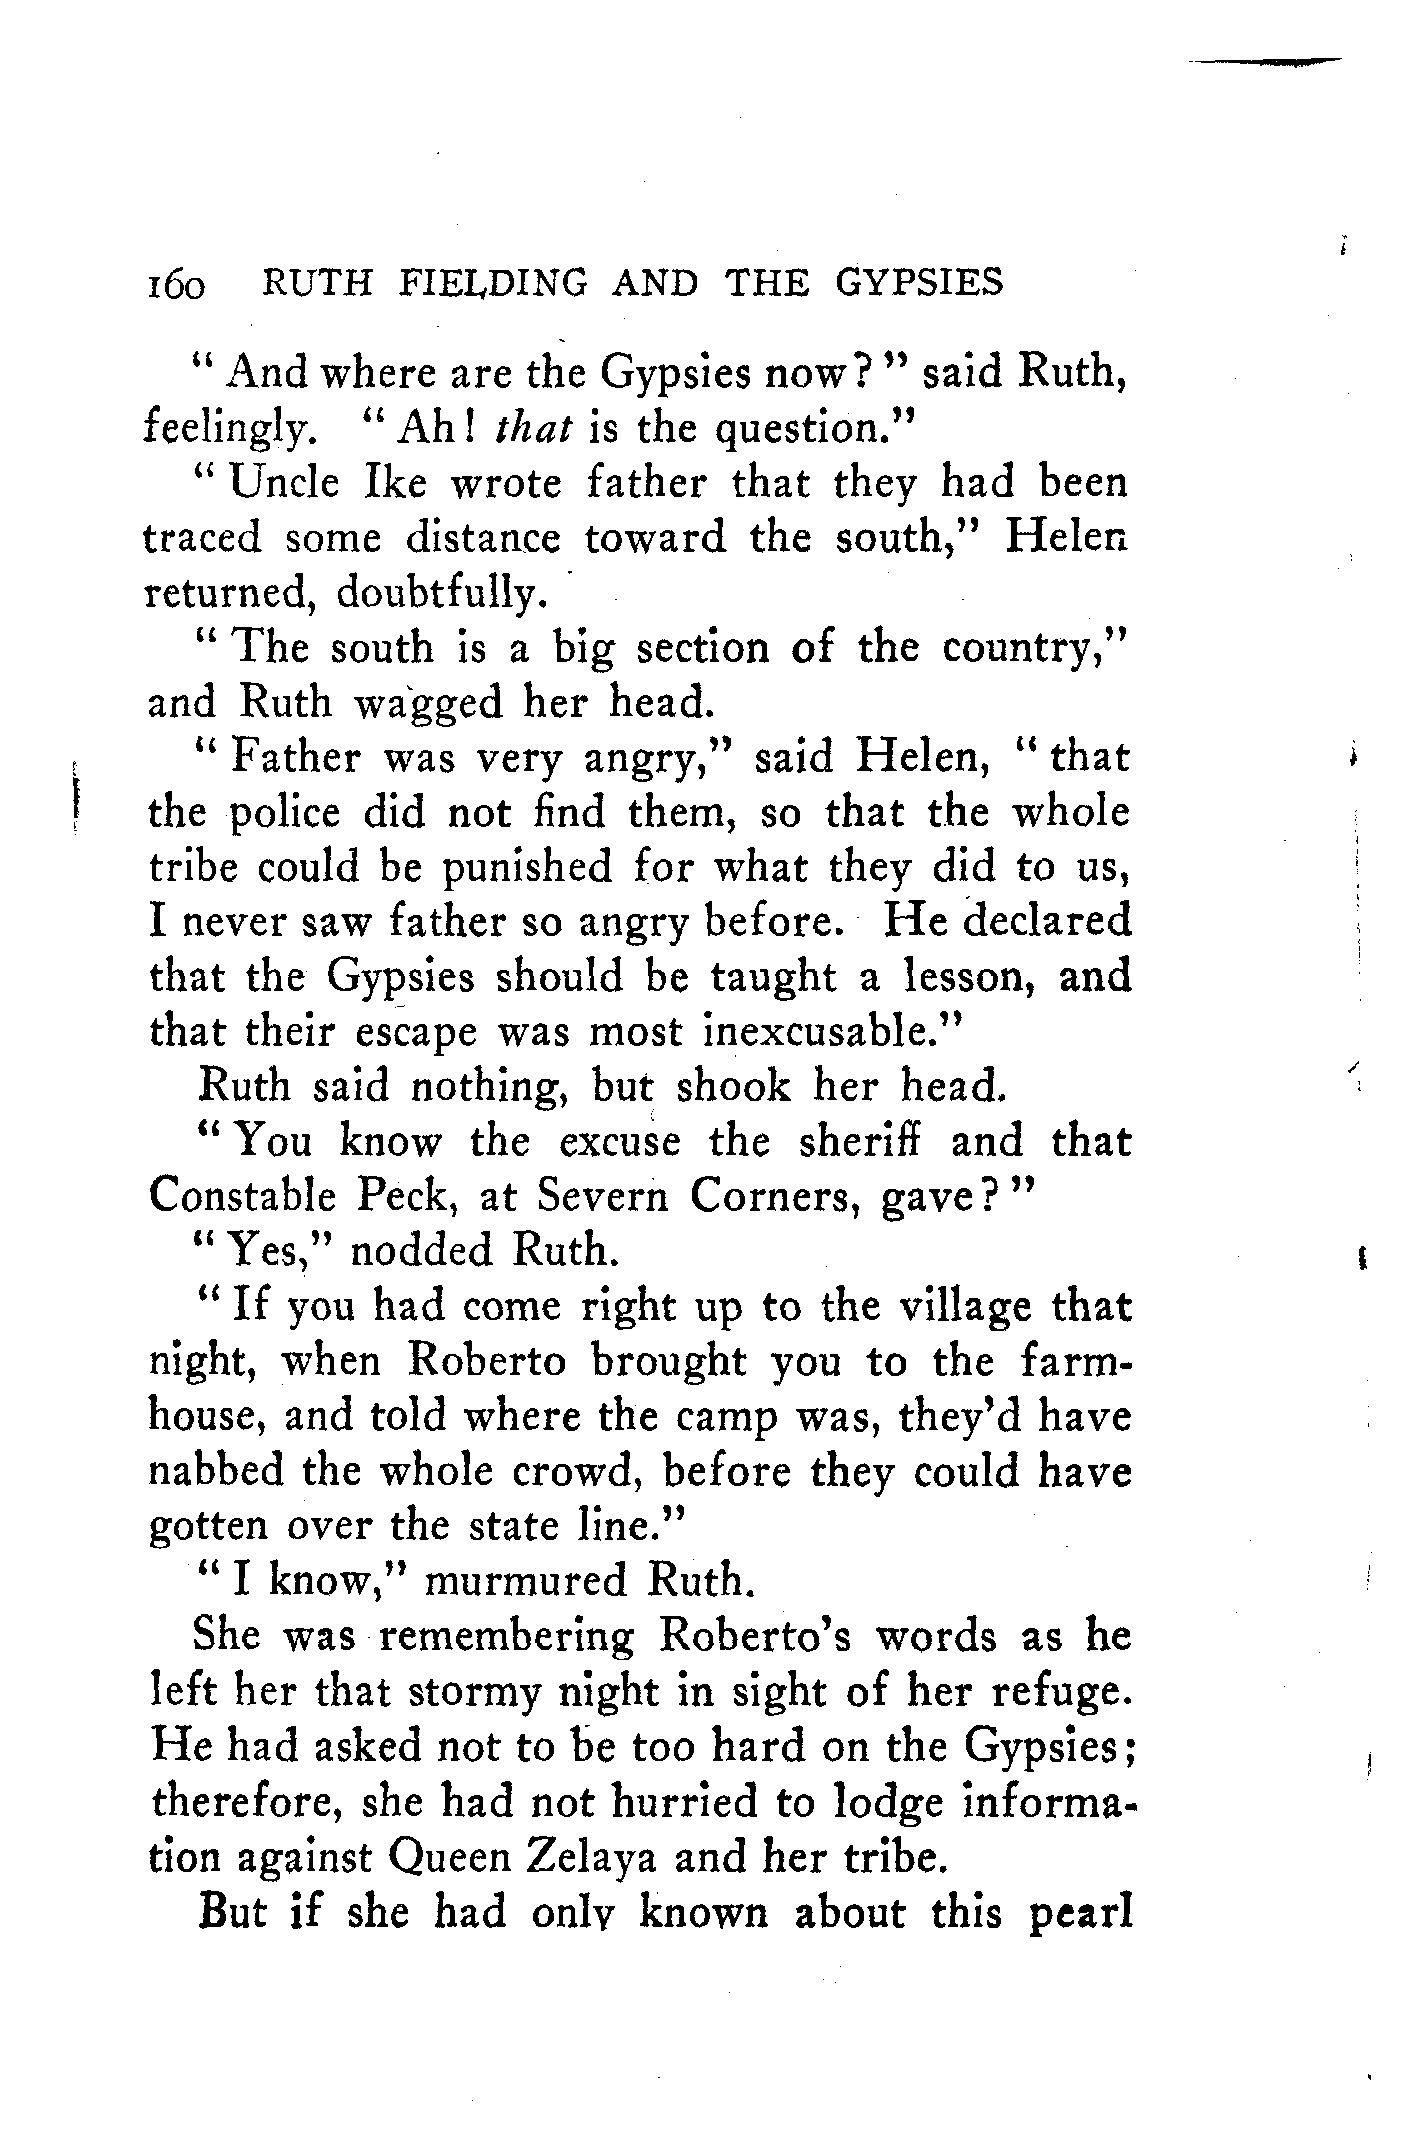 160 RUTH FIELDING AND THE GYPSIES
" And where are the Gypsies now? " said Ruth,
feelingly. " Ah! that is the question."
" Uncle Ike wrote father that they had been
traced some distance toward the south," Helen
returned, doubtfully.
" The south is a big section of the country,"
and Ruth wagged her head.
" Father was very angry," said Helen, " that
the police did not find them, so that the whole
tribe could be punished for what they did to us,
I never saw father so angry before. He declared
that the Gypsies should be taught a lesson, and
that their escape was most inexcusable."
Ruth said nothing, but shook her head.
" You know the excuse the sheriff and that
Constable Peck, at Severn Corners, gave? "
" Yes," nodded Ruth.
" If you had come right up to the village that
night, when Roberto brought you to the farm-
house, and told where the camp was, they'd have
nabbed the whole crowd, before they could have
gotten over the state line."
" I know," murmured Ruth.
She was remembering Roberto's words as he
left her that stormy night in sight of her refuge.
He had asked not to be too hard on the Gypsies;
therefore, she had not hurried to lodge informa-
tion against Queen Zelaya and her tribe.
But if she had only known about this pearl